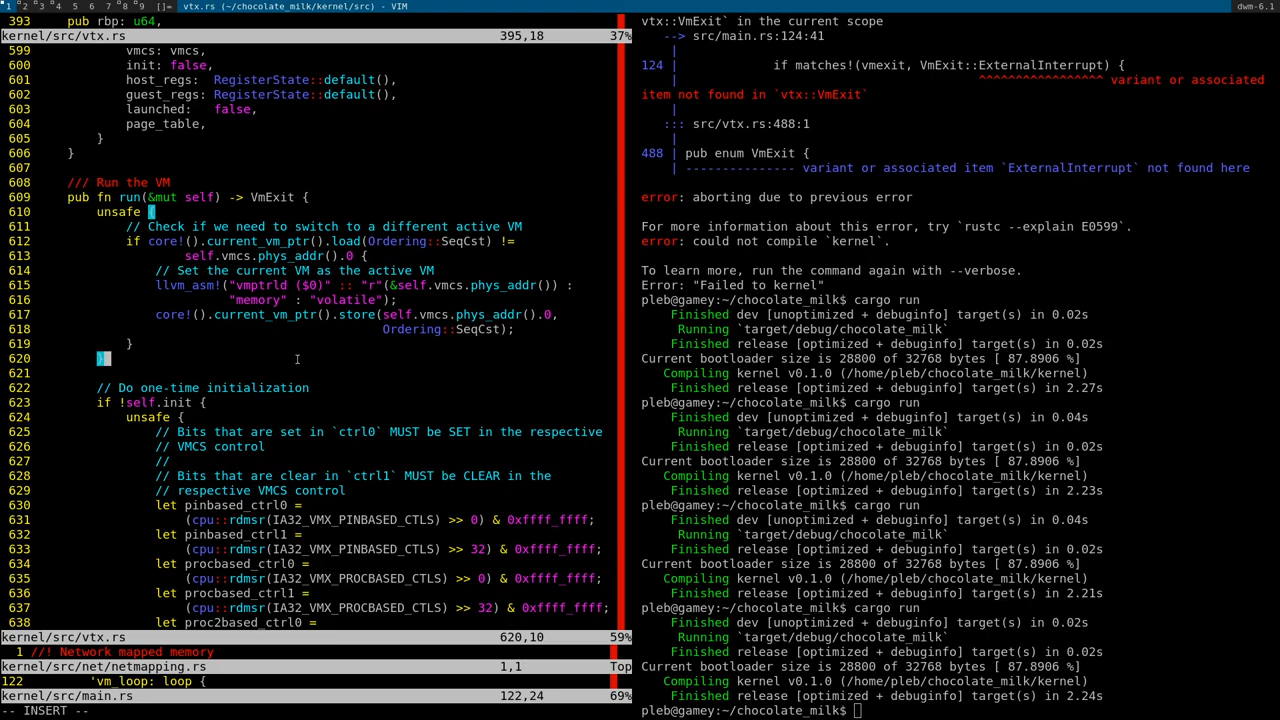 1 2 3 4 5 6 7 8 9 []= vtx.rs (~/chocolate_milk/kernel/src) - VIM dwm-6.1
393     pub rbp: u64,
kernel/src/vtx.rs 395,18 37%
599             vmcs: vmcs,
600             init: false,
601             host_regs:  RegisterState::default(),
602             guest_regs: RegisterState::default(),
603             launched:   false,
604             page_table,
605         }
606     }
607
608     /// Run the VM
609     pub fn run(&mut self) -> VmExit {
610         unsafe {
611             // Check if we need to switch to a different active VM
612             if core!().current_vm_ptr().load(Ordering::SeqCst) !=
613                     self.vmcs.phys_addr().0 {
614                 // Set the current VM as the active VM
615                 llvm_asm!("vmptrld ($0)" :: "r"(&self.vmcs.phys_addr()) :
616                           "memory" : "volatile");
617                 core!().current_vm_ptr().store(self.vmcs.phys_addr().0,
618                                                Ordering::SeqCst);
619             }
620         }
621
622         // Do one-time initialization
623         if !self.init {
624             unsafe {
625                 // Bits that are set in `ctrl0` MUST be SET in the respective
626                 // VMCS control
627                 //
628                 // Bits that are clear in `ctrl1` MUST be CLEAR in the
629                 // respective VMCS control
630                 let pinbased_ctrl0 =
631                     (cpu::rdmsr(IA32_VMX_PINBASED_CTLS) >> 0) & 0xffff_ffff;
632                 let pinbased_ctrl1 =
633                     (cpu::rdmsr(IA32_VMX_PINBASED_CTLS) >> 32) & 0xffff_ffff;
634                 let procbased_ctrl0 =
635                     (cpu::rdmsr(IA32_VMX_PROCBASED_CTLS) >> 0) & 0xffff_ffff;
636                 let procbased_ctrl1 =
637                     (cpu::rdmsr(IA32_VMX_PROCBASED_CTLS) >> 32) & 0xffff_ffff;
638                 let proc2based_ctrl0 =
kernel/src/vtx.rs 620,10 59%
1 //! Network mapped memory
kernel/src/net/netmapping.rs 1,1 Top
122         'vm_loop: loop {
kernel/src/main.rs 122,24 69%
-- INSERT --
vtx::VmExit` in the current scope
   --> src/main.rs:124:41
    |
124 |             if matches!(vmexit, VmExit::ExternalInterrupt) {
    |                                         ^^^^^^^^^^^^^^^^^ variant or associated
item not found in `vtx::VmExit`
    |
   ::: src/vtx.rs:488:1
    |
488 | pub enum VmExit {
    | --------------- variant or associated item `ExternalInterrupt` not found here

error: aborting due to previous error

For more information about this error, try `rustc --explain E0599`.
error: could not compile `kernel`.

To learn more, run the command again with --verbose.
Error: "Failed to kernel"
pleb@gamey:~/chocolate_milk$ cargo run
    Finished dev [unoptimized + debuginfo] target(s) in 0.02s
     Running `target/debug/chocolate_milk`
    Finished release [optimized + debuginfo] target(s) in 0.02s
Current bootloader size is 28800 of 32768 bytes [ 87.8906 %]
   Compiling kernel v0.1.0 (/home/pleb/chocolate_milk/kernel)
    Finished release [optimized + debuginfo] target(s) in 2.27s
pleb@gamey:~/chocolate_milk$ cargo run
    Finished dev [unoptimized + debuginfo] target(s) in 0.04s
     Running `target/debug/chocolate_milk`
    Finished release [optimized + debuginfo] target(s) in 0.02s
Current bootloader size is 28800 of 32768 bytes [ 87.8906 %]
   Compiling kernel v0.1.0 (/home/pleb/chocolate_milk/kernel)
    Finished release [optimized + debuginfo] target(s) in 2.23s
pleb@gamey:~/chocolate_milk$ cargo run
    Finished dev [unoptimized + debuginfo] target(s) in 0.04s
     Running `target/debug/chocolate_milk`
    Finished release [optimized + debuginfo] target(s) in 0.02s
Current bootloader size is 28800 of 32768 bytes [ 87.8906 %]
   Compiling kernel v0.1.0 (/home/pleb/chocolate_milk/kernel)
    Finished release [optimized + debuginfo] target(s) in 2.21s
pleb@gamey:~/chocolate_milk$ cargo run
    Finished dev [unoptimized + debuginfo] target(s) in 0.02s
     Running `target/debug/chocolate_milk`
    Finished release [optimized + debuginfo] target(s) in 0.02s
Current bootloader size is 28800 of 32768 bytes [ 87.8906 %]
   Compiling kernel v0.1.0 (/home/pleb/chocolate_milk/kernel)
    Finished release [optimized + debuginfo] target(s) in 2.24s
pleb@gamey:~/chocolate_milk$